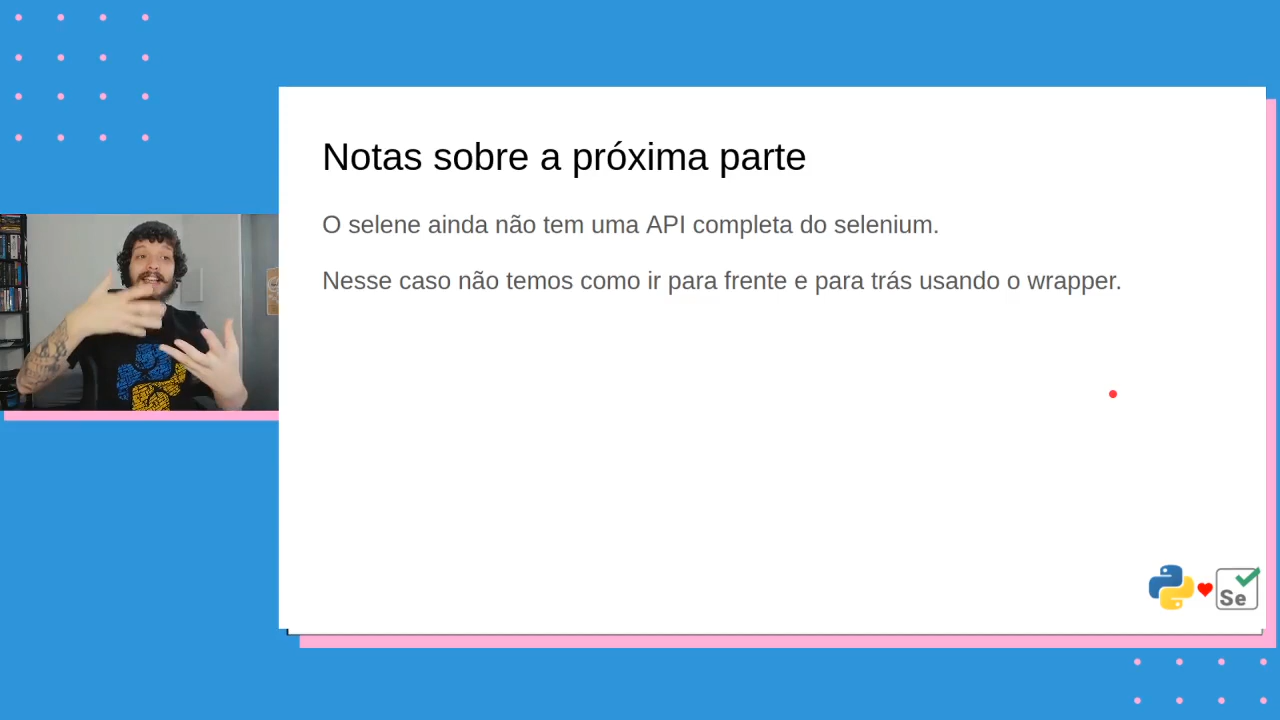 Notas sobre a próxima parte
O selene ainda não tem uma API completa do selenium.
Nesse caso não temos como ir para frente e para trás usando o wrapper.
Se